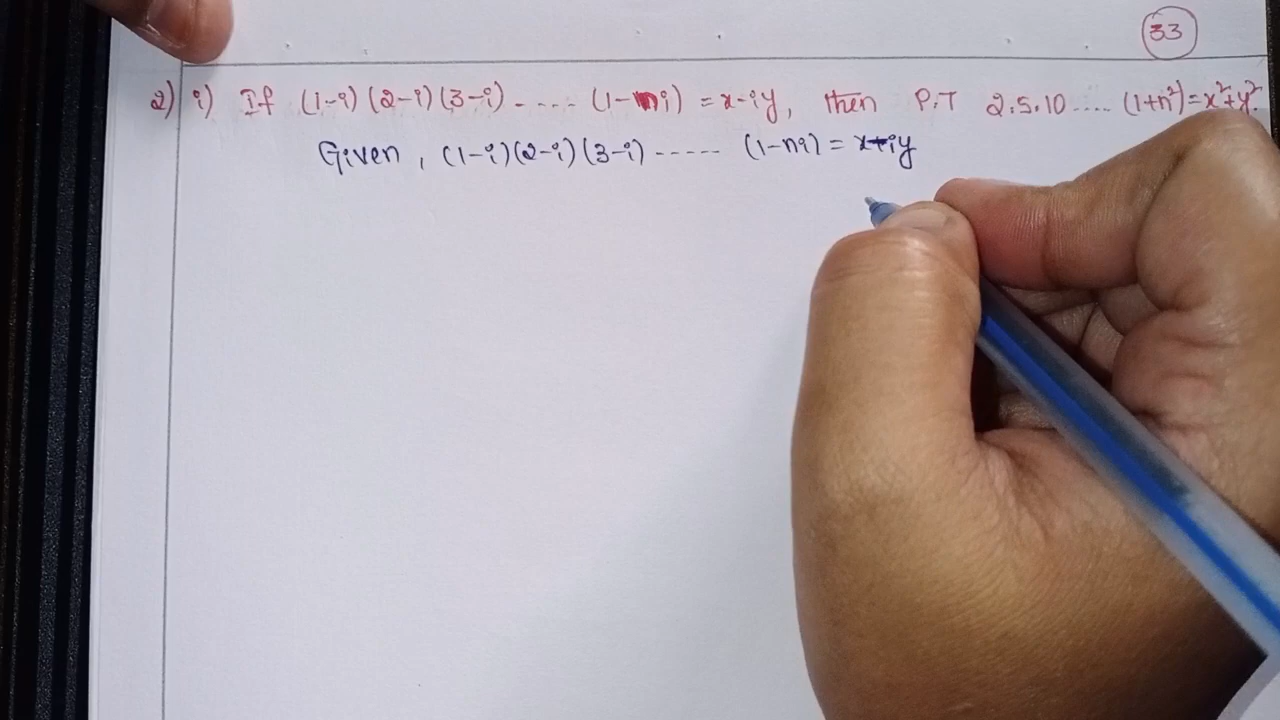 33
2) i) If (1-i)(2-i)(3-i)----(1-ni) = x-iy, then P.T 2.5.10....(1+n²)=x²+y².
Given, (1-i)(2-i)(3-i)-----(1-ni) = x-iy